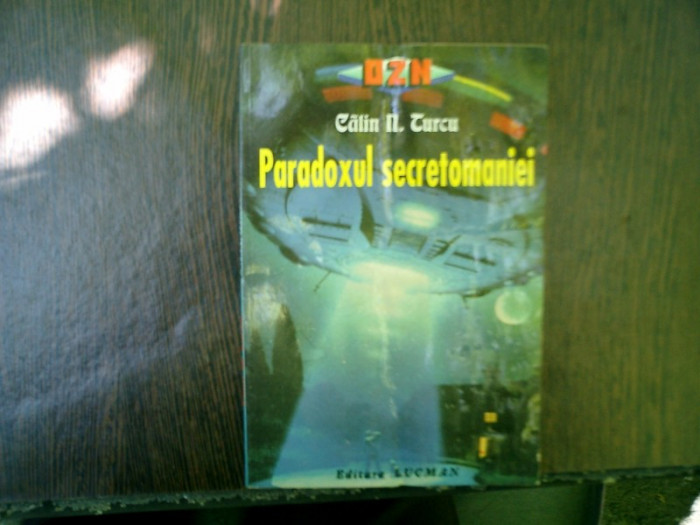 OZN
Călin N. Turcu
Paradoxul secretomaniei
Editura LUCMAN